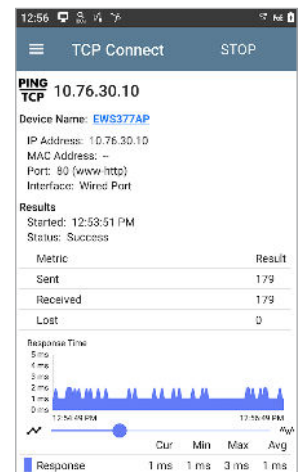 12:56
TCP Connect STOP
PING
TCP 10.76.30.10
Device Name: EWS377AP
IP Address: 10.76.30.10
MAC Address: --
Port: 80 (www-http)
Interface: Wired Port
Results
Started: 12:53:51 PM
Status: Success
Metric Result
Sent 179
Received 179
Lost 0
Response Time
5 ms
4 ms
3 ms
2 ms
1 ms
0 ms
12:54:49 PM 12:56:49 PM
Cur Min Max Avg
Response 1 ms 1 ms 3 ms 1 ms